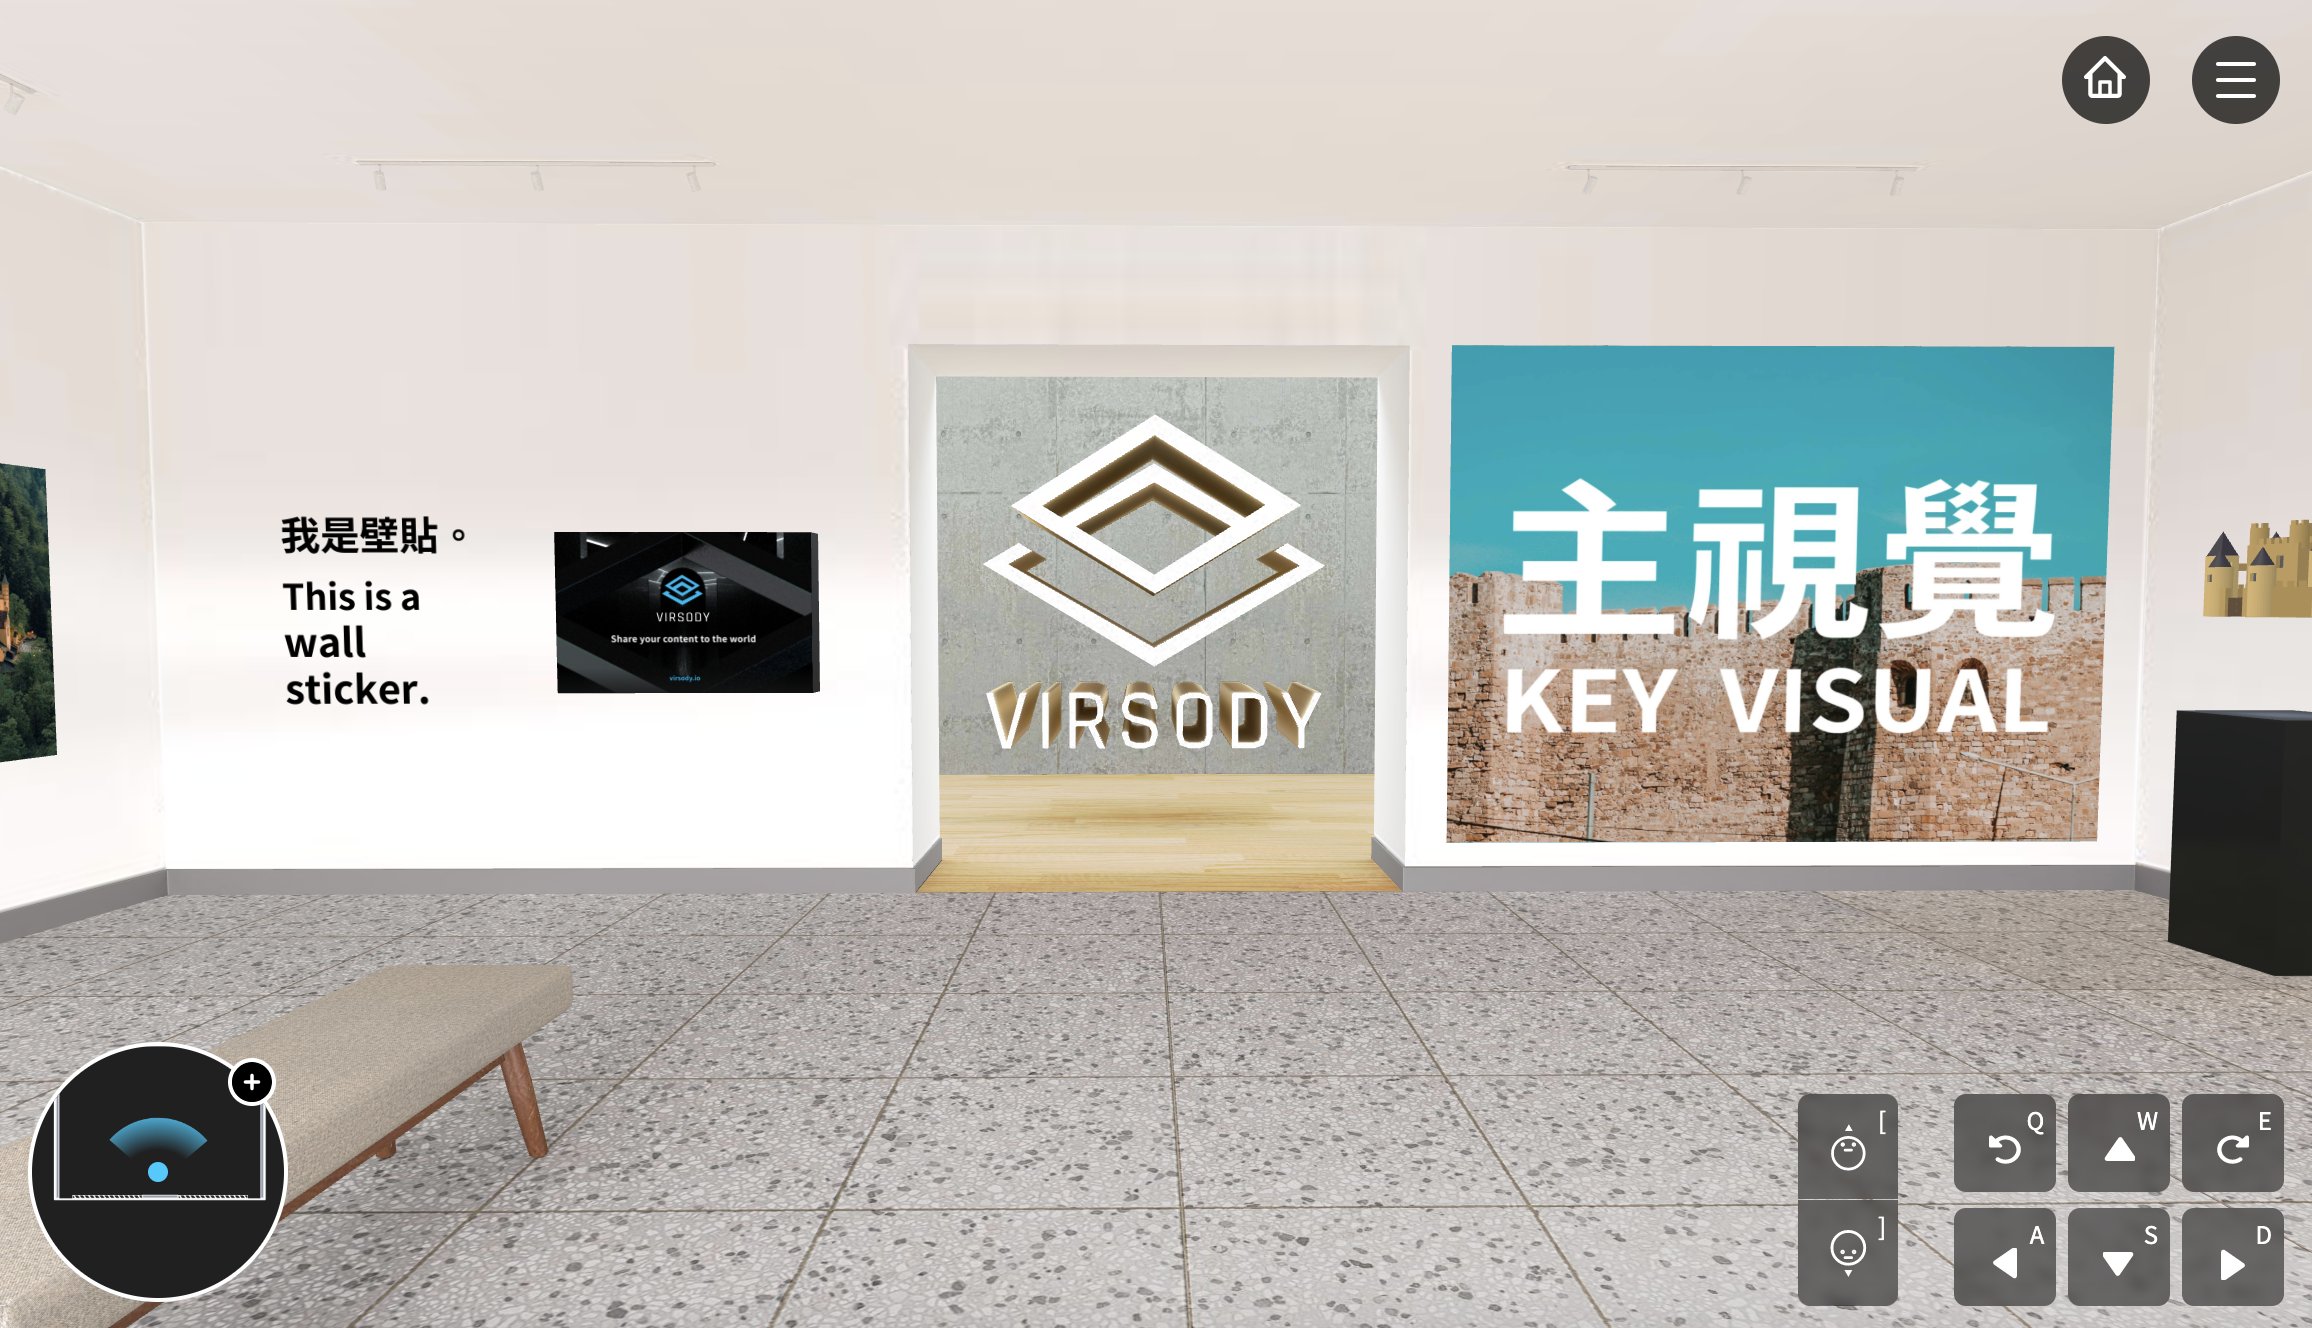 我是壁貼。
This is a
wall
sticker.
VIRSODY
Share your content to the world
virsody.io
VIRSODY
主視覺
KEY VISUAL
[
]
Q
W
E
A
S
D